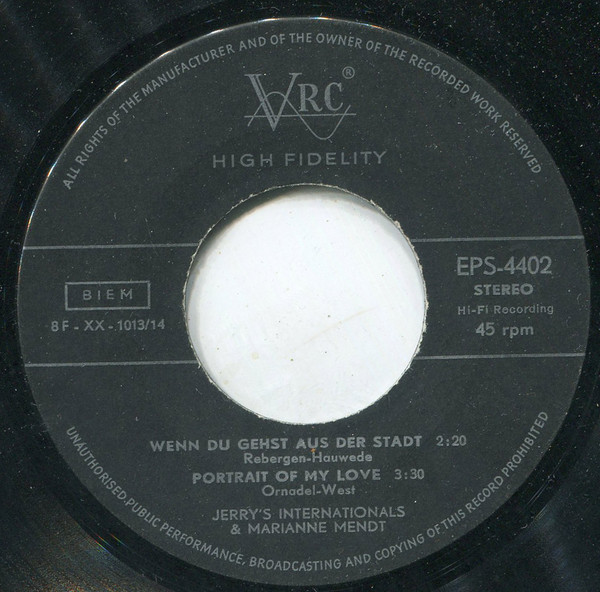 ALL RIGHTS OF THE MANUFACTURER AND OF THE OWNER OF THE RECORDED WORK RESERVED
VRC®
HIGH FIDELITY
BIEM
8F-XX-1013/14
EPS-4402
STEREO
Hi-Fi Recording
45 rpm
WENN DU GEHST AUS DER STADT 2:20
Rebergen-Hauwede
PORTRAIT OF MY LOVE 3:30
Ornadel-West
JERRY'S INTERNATIONALS
& MARIANNE MENDT
UNAUTHORISED PUBLIC PERFORMANCE, BROADCASTING AND COPYING OF THIS RECORD PROHIBITED